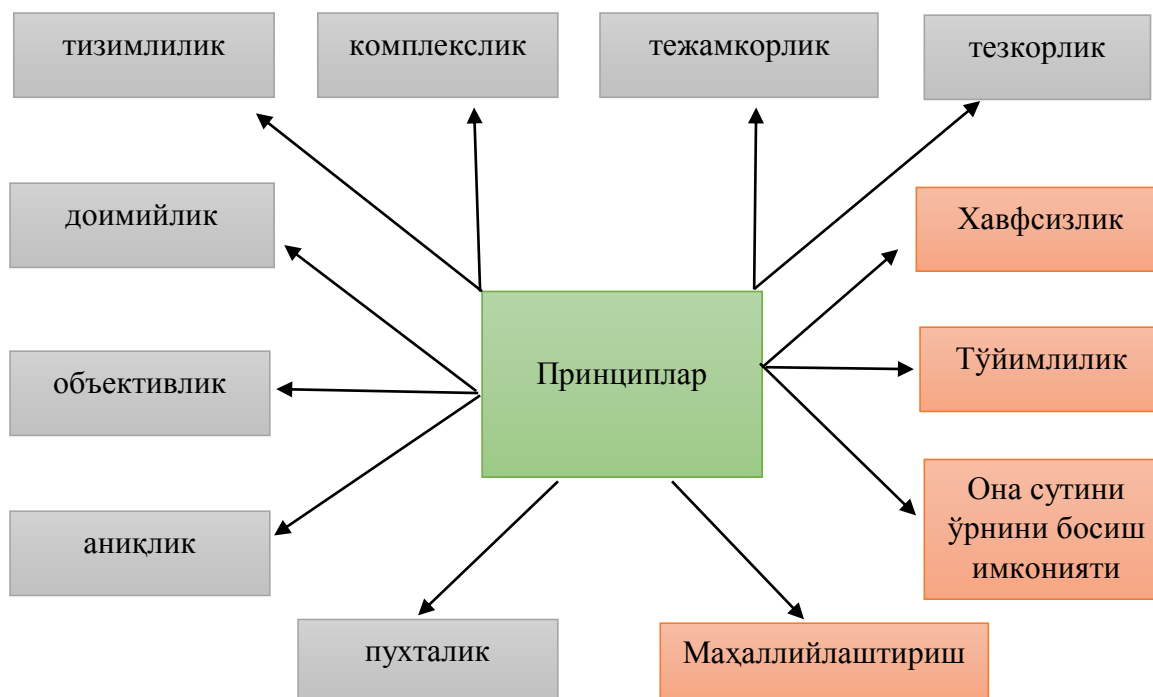 тизимлилик
комплекслик
тежамкорлик
тезкорлик
доимийлик
Хавфсизлик
объективлик
Принциплар
Тўйимлилик
аниқлик
Она сутини
ўрнини босиш
имконияти
пухталик
Маҳаллийлаштириш